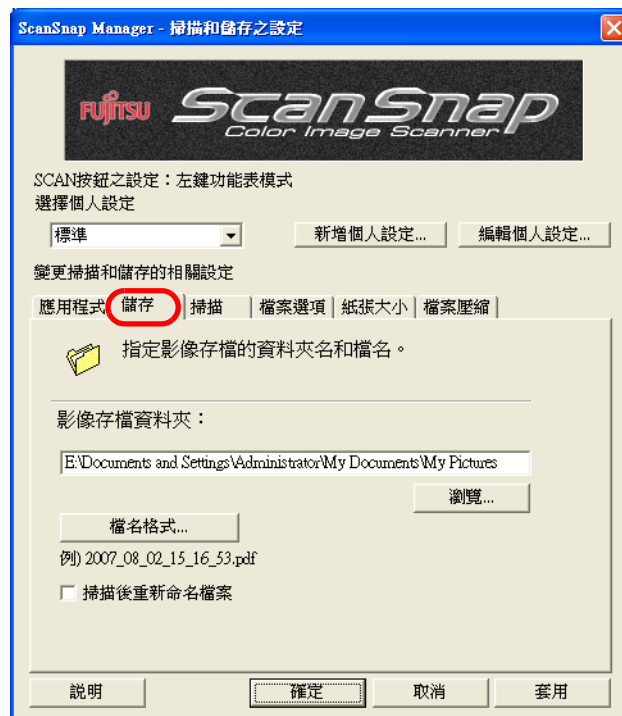 ScanSnap Manager - 掃描和儲存之設定
FUJITSU ScanSnap
Color Image Scanner
SCAN按鈕之設定：左鍵功能表模式
選擇個人設定
標準 新增個人設定... 編輯個人設定...
變更掃描和儲存的相關設定
應用程式 儲存 掃描 檔案選項 紙張大小 檔案壓縮
指定影像存檔的資料夾名和檔名。
影像存檔資料夾：
E:\Documents and Settings\Administrator\My Documents\My Pictures
瀏覽...
檔名格式...
例) 2007_08_02_15_16_53.pdf
掃描後重新命名檔案
説明 確定 取消 套用